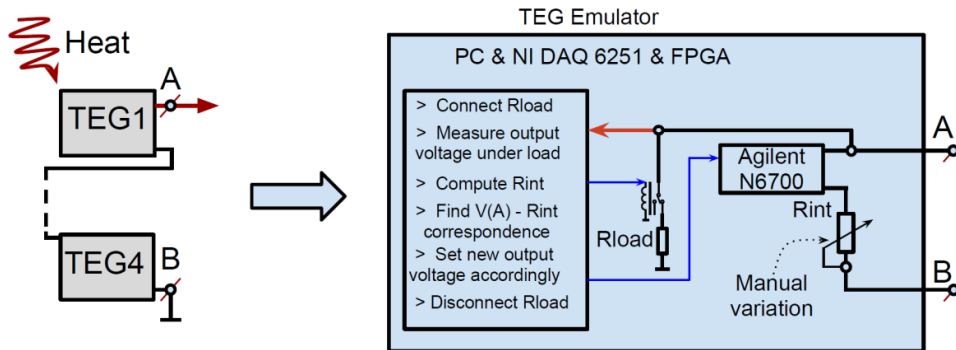 TEG Emulator
Heat
A
TEG1
TEG4
B
PC & NI DAQ 6251 & FPGA
> Connect Rload
> Measure output
voltage under load
> Compute Rint
> Find V(A) - Rint
correspondence
> Set new output
voltage accordingly
> Disconnect Rload
Rload
Agilent
N6700
Rint
Manual
variation
A
B